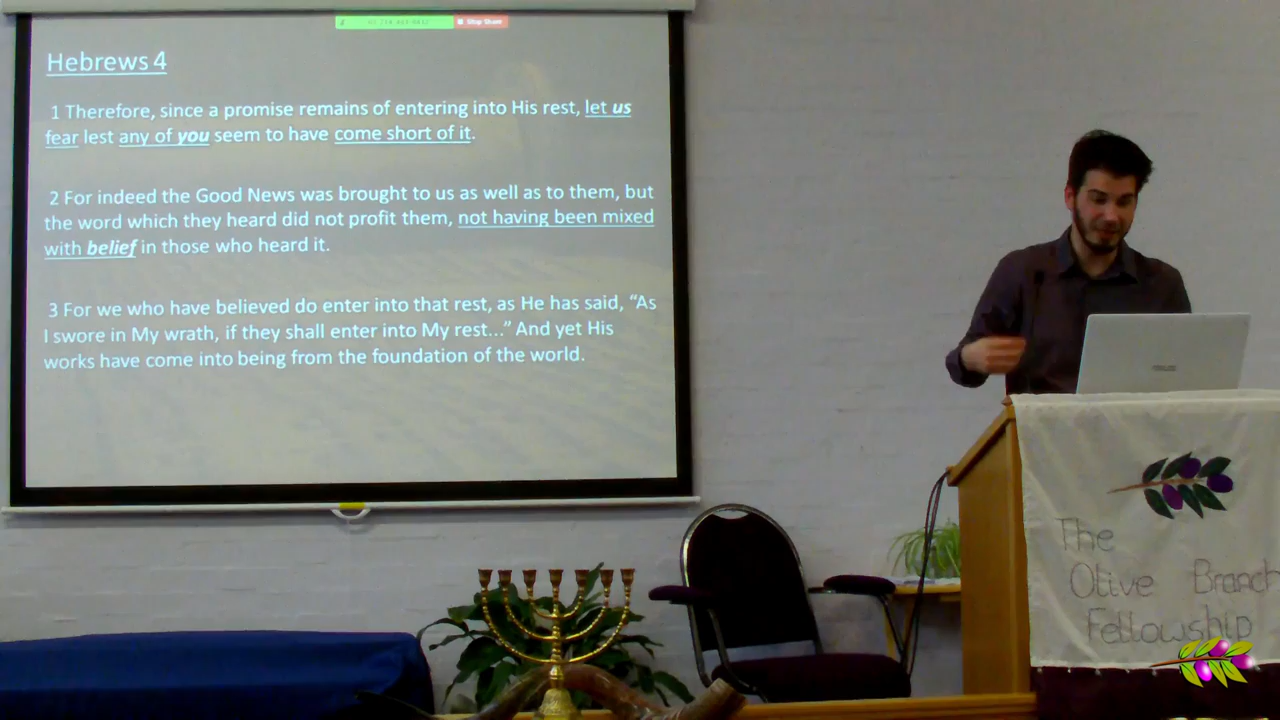 Stop Share
Hebrews 4
1 Therefore, since a promise remains of entering into His rest, let us
fear lest any of you seem to have come short of it.
2 For indeed the Good News was brought to us as well as to them, but
the word which they heard did not profit them, not having been mixed
with belief in those who heard it.
3 For we who have believed do enter into that rest, as He has said, “As
I swore in My wrath, if they shall enter into My rest...” And yet His
works have come into being from the foundation of the world.
The
Olive Branch
Fellowship